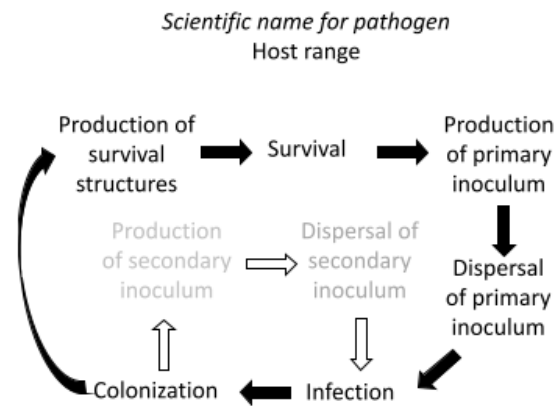 Scientific name for pathogen
Host range
Production of
survival
structures
Survival
Production
of primary
inoculum
Production
of secondary
inoculum
Dispersal of
secondary
inoculum
Dispersal
of primary
inoculum
Colonization
Infection